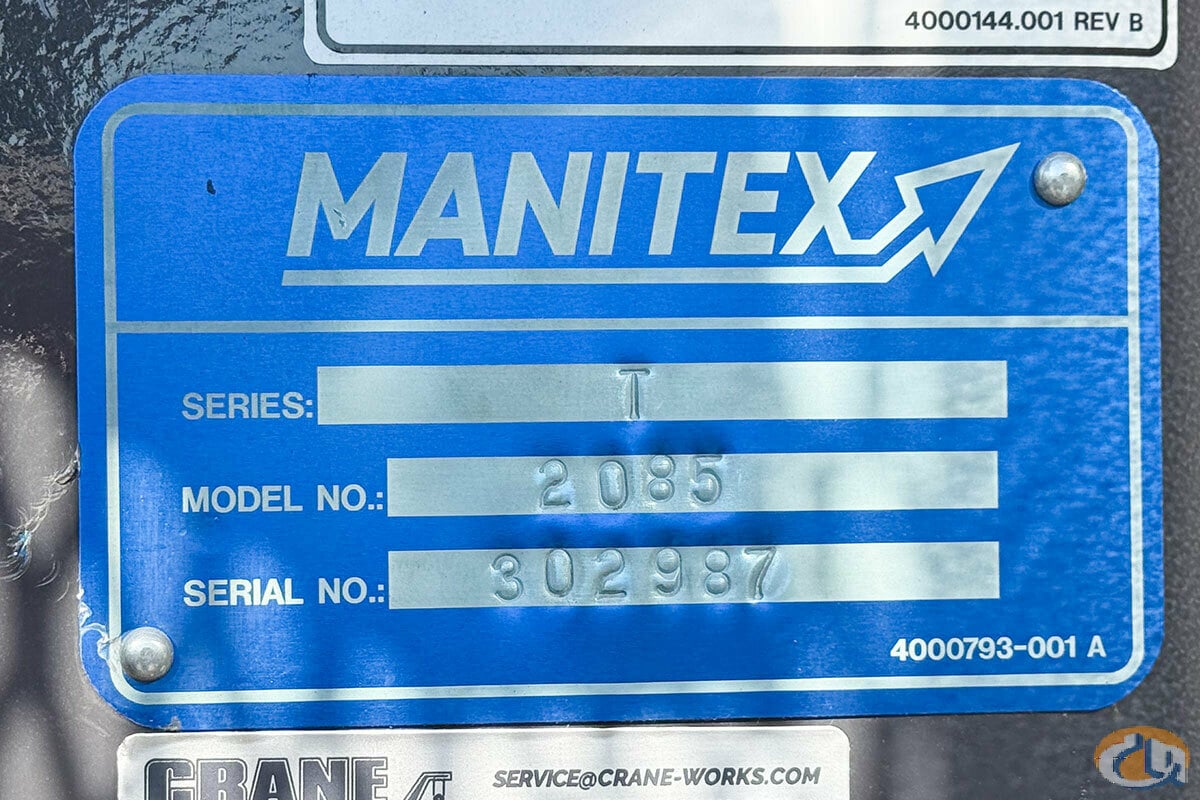 4000144.001 REV B
MANITEX
SERIES: T
MODEL NO.: 2085
SERIAL NO.: 302987
4000793-001 A
CRANE
SERVICE@CRANE-WORKS.COM